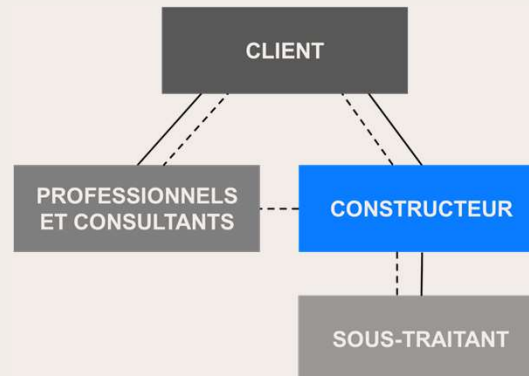 CLIENT
PROFESSIONNELS
ET CONSULTANTS
CONSTRUCTEUR
SOUS-TRAITANT